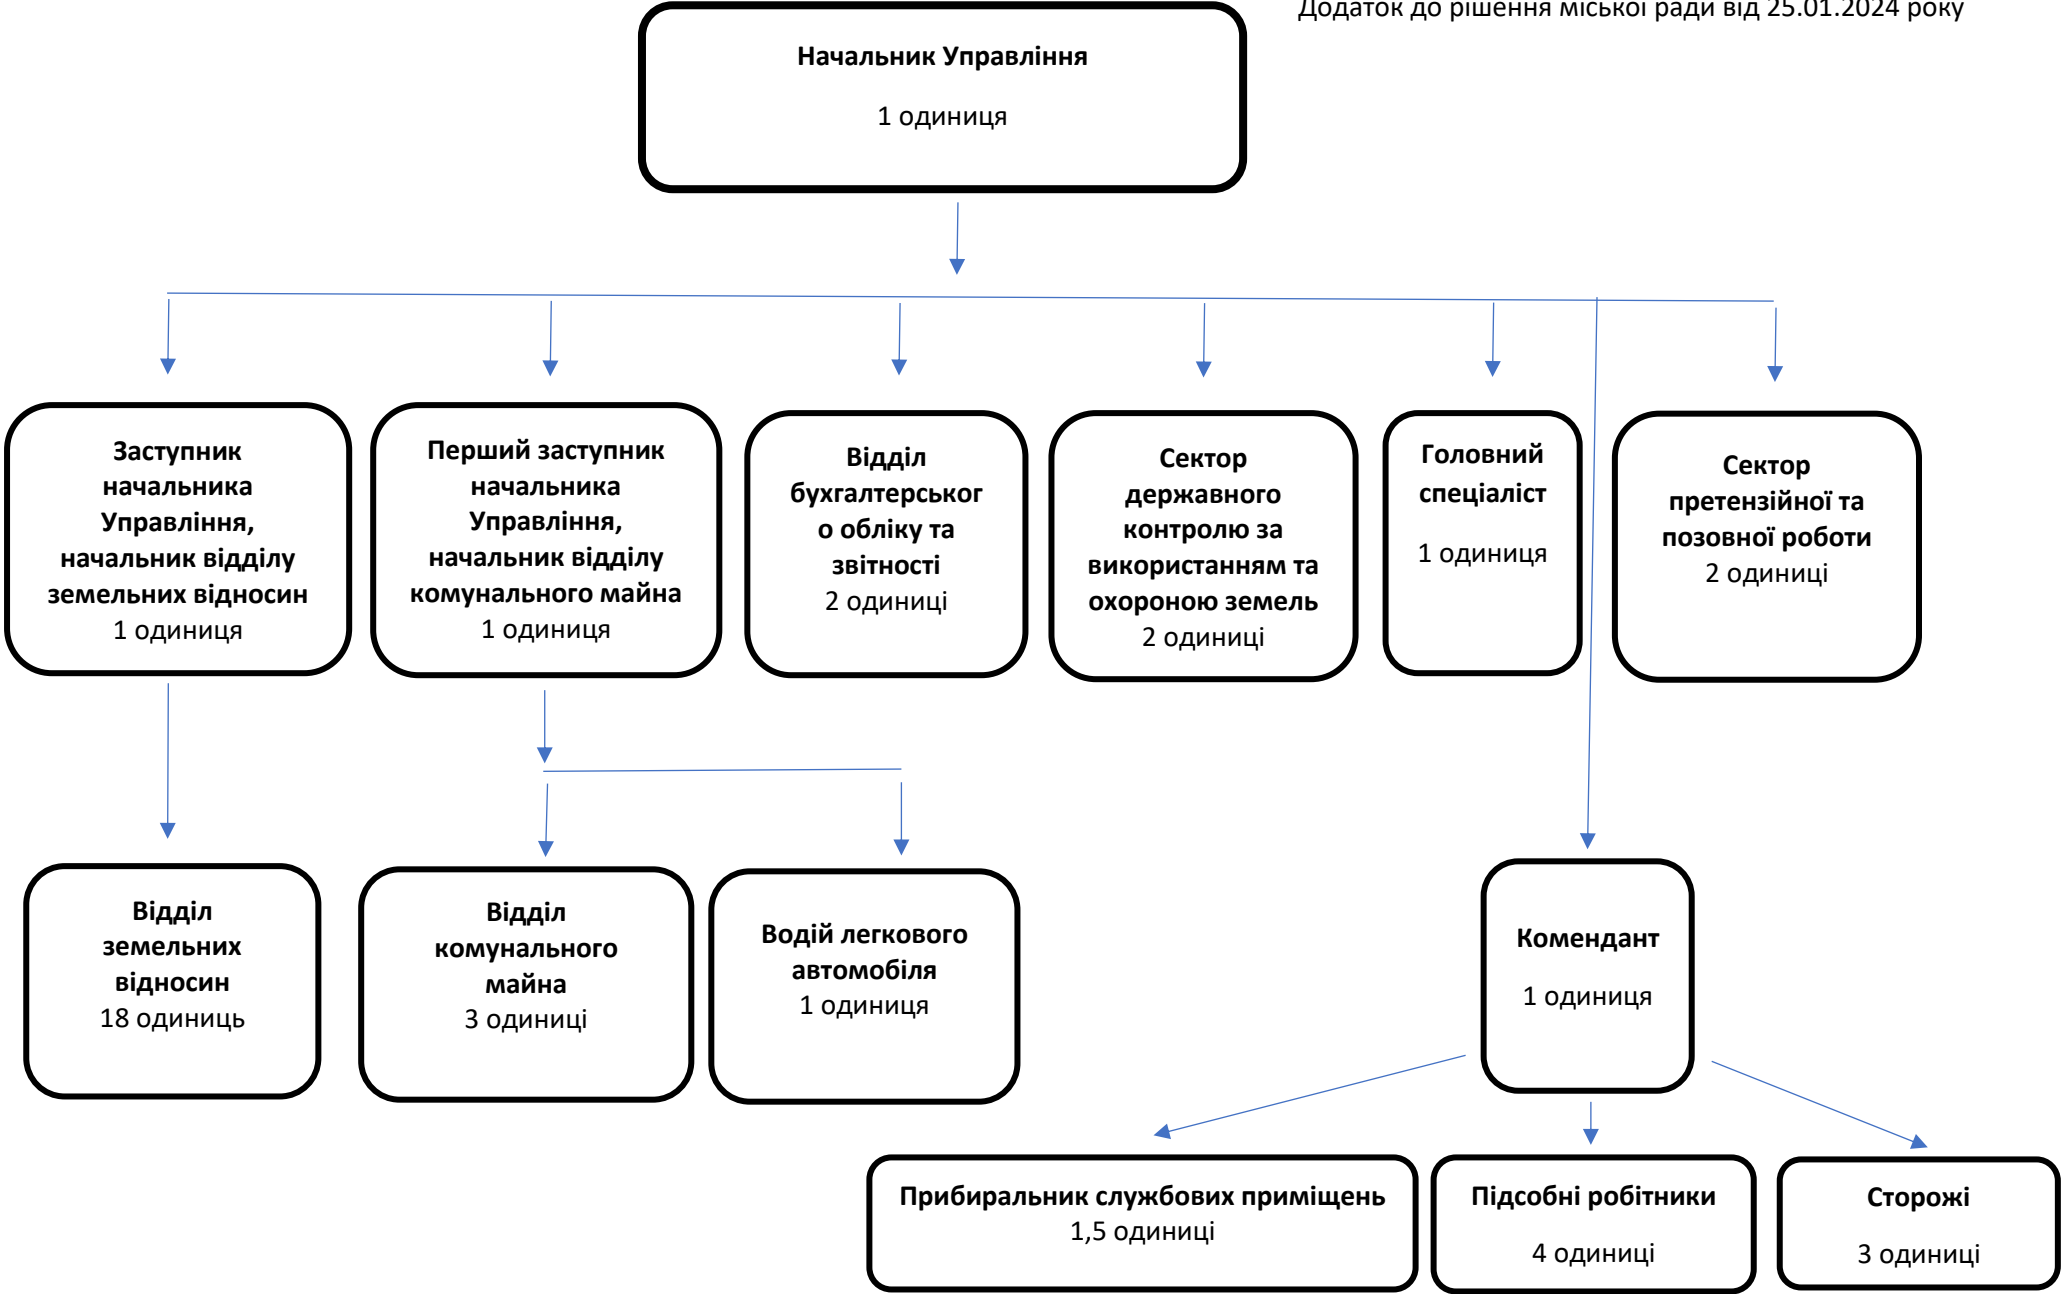 Додаток до рішення міської ради від 25.01.2024 року
Начальник Управління
1 одиниця
Заступник
начальника
Управління,
начальник відділу
земельних відносин
1 одиниця
Перший заступник
начальника
Управління,
начальник відділу
комунального майна
1 одиниця
Відділ
бухгалтерськог
о обліку та
звітності
2 одиниці
Сектор
державного
контролю за
використанням та
охороною земель
2 одиниці
Головний
спеціаліст
1 одиниця
Сектор
претензійної та
позовної роботи
2 одиниці
Відділ
земельних
відносин
18 одиниць
Відділ
комунального
майна
3 одиниці
Водій легкового
автомобіля
1 одиниця
Комендант
1 одиниця
Прибиральник службових приміщень
1,5 одиниці
Підсобні робітники
4 одиниці
Сторожі
3 одиниці